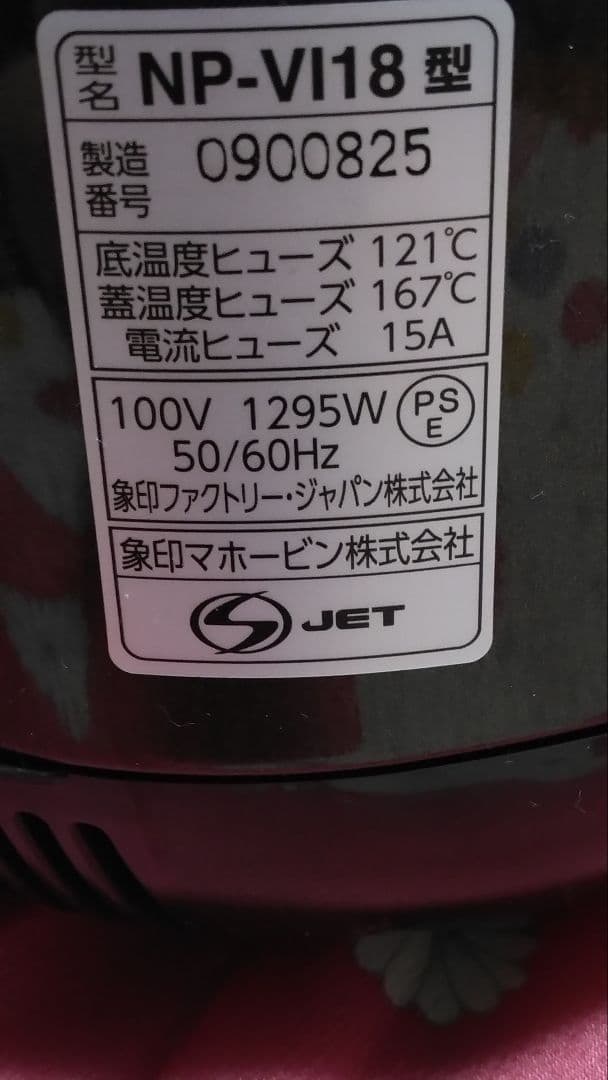 型名 NP-VI18 型
製造番号 0900825
底温度ヒューズ 121℃
蓋温度ヒューズ 167℃
電流ヒューズ 15A
100V 1295W PSE
50/60Hz
象印ファクトリー・ジャパン株式会社
象印マホービン株式会社
S JET